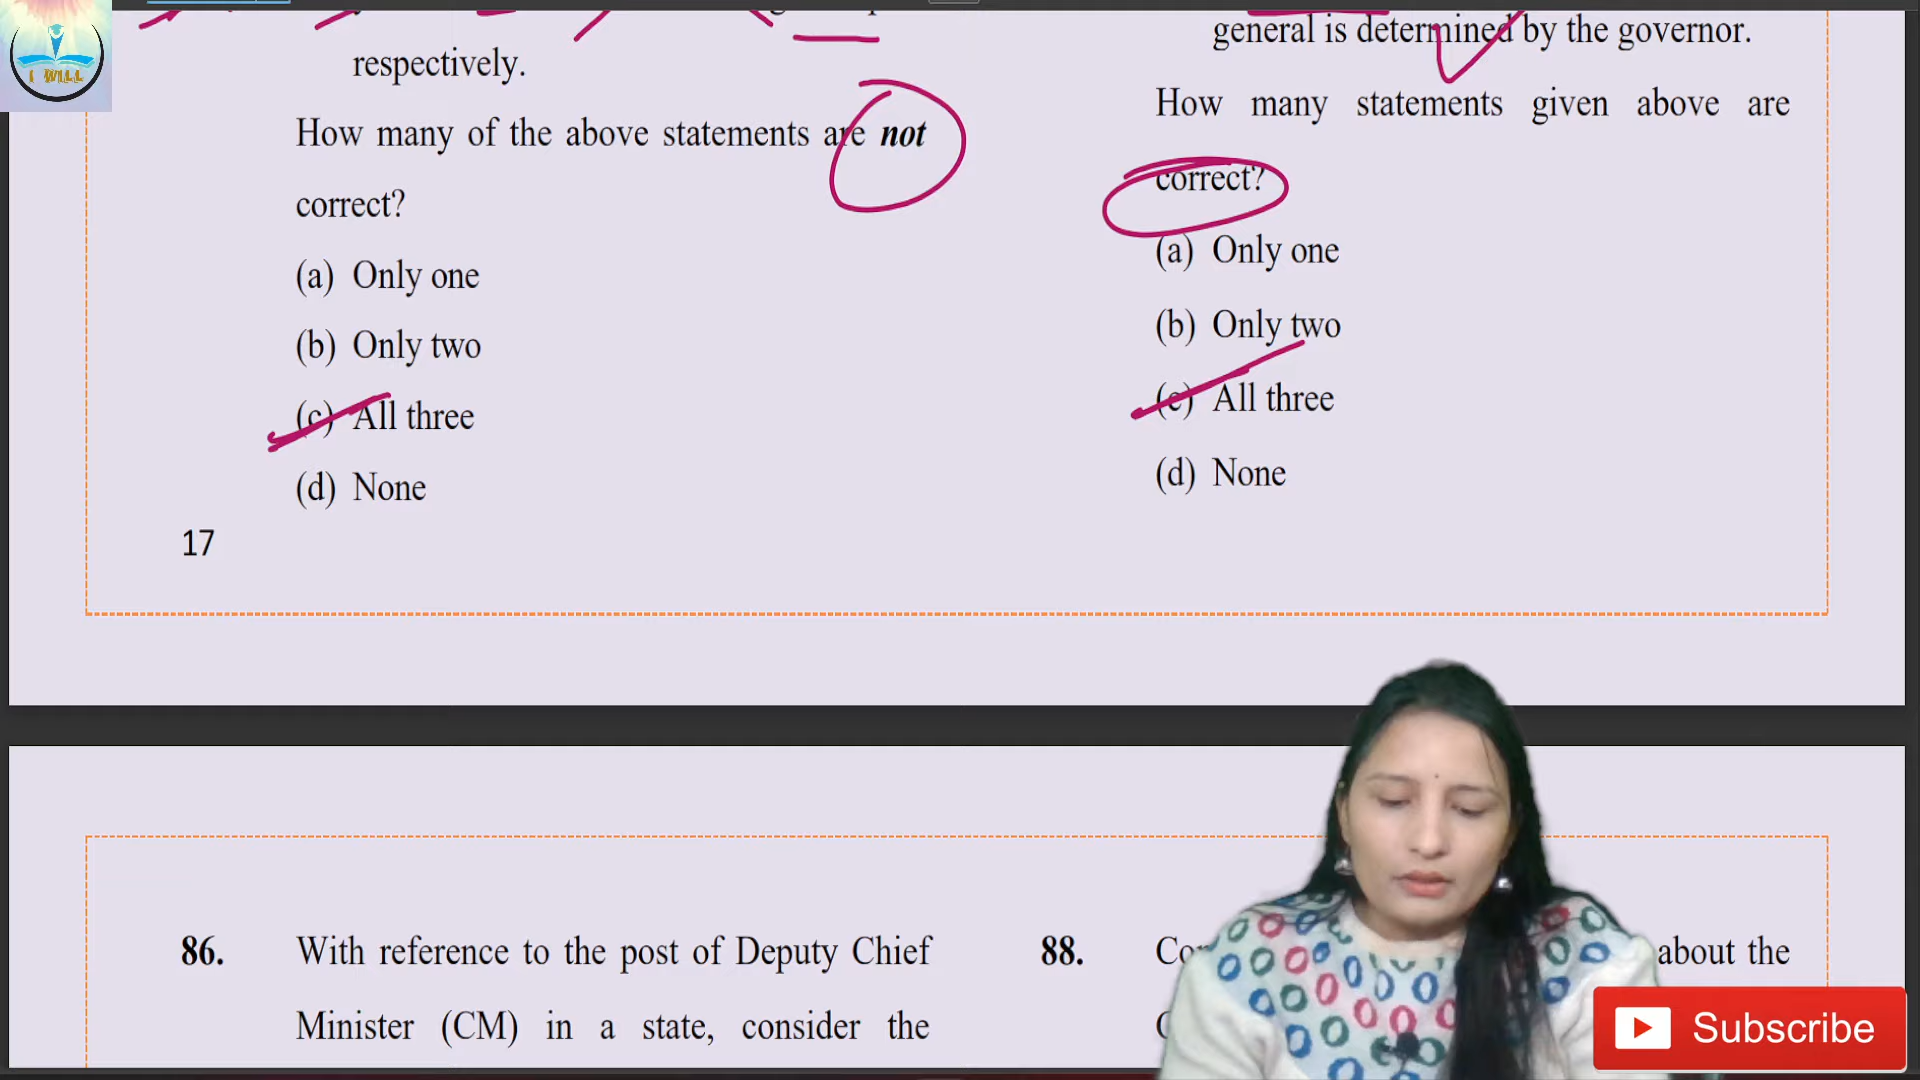 I WILL
respectively.
How many of the above statements are not
correct?
(a) Only one
(b) Only two
(c) All three
(d) None
17
general is determined by the governor.
How many statements given above are
correct?
(a) Only one
(b) Only two
(c) All three
(d) None
86. With reference to the post of Deputy Chief
Minister (CM) in a state, consider the
88. about the
Subscribe